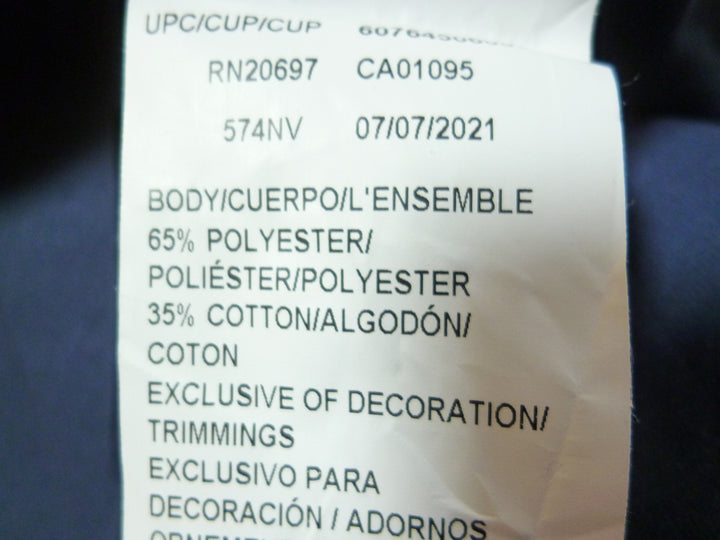 UPC/CUP/CUP
RN20697 CA01095
574NV 07/07/2021
BODY/CUERPO/L'ENSEMBLE
65% POLYESTER/
POLIÉSTER/POLYESTER
35% COTTON/ALGODÓN/
COTON
EXCLUSIVE OF DECORATION/
TRIMMINGS
EXCLUSIVO PARA
DECORACIÓN / ADORNOS